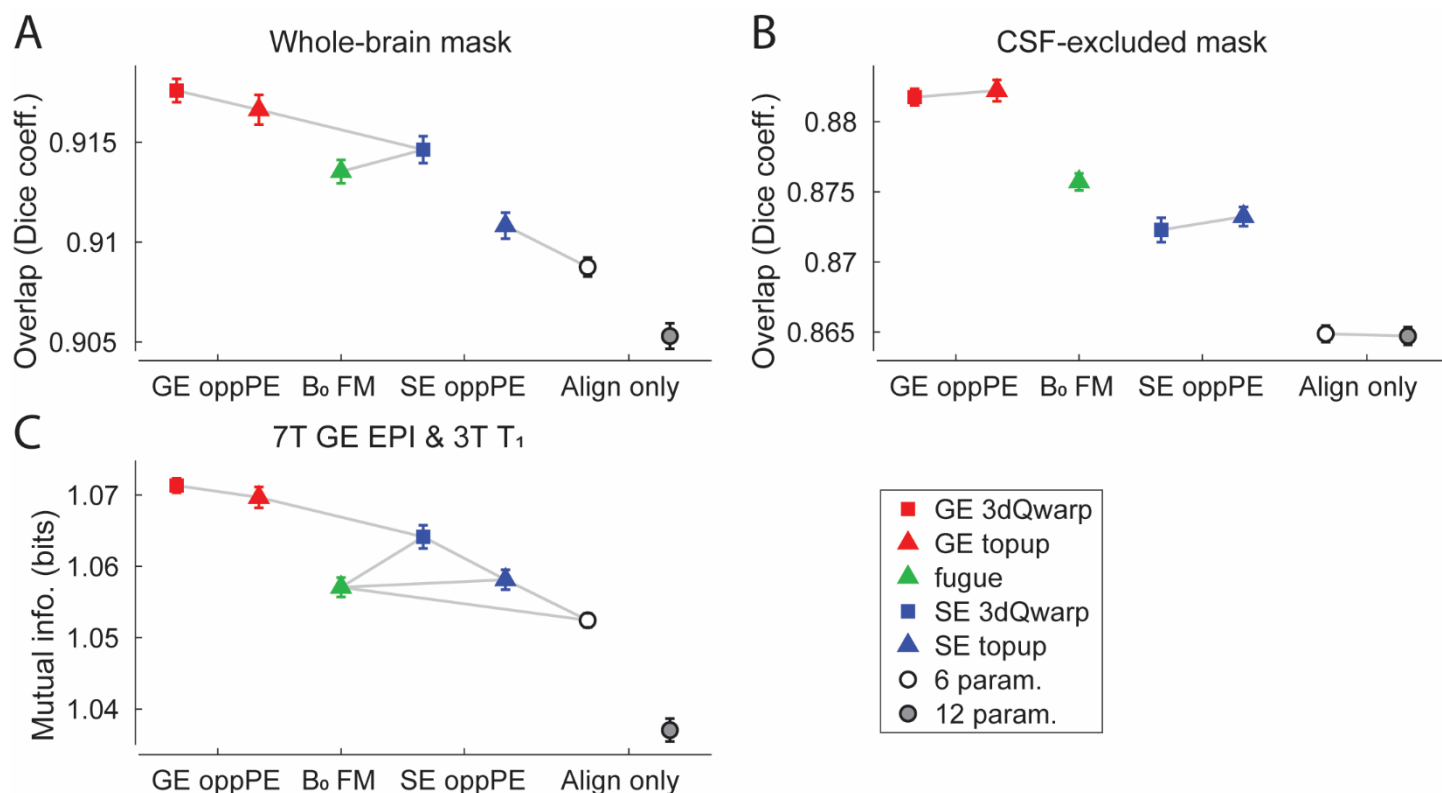 A
Whole-brain mask
Overlap (Dice coeff.)
0.915
0.91
0.905
GE oppPE B₀ FM SE oppPE Align only
B
CSF-excluded mask
Overlap (Dice coeff.)
0.88
0.875
0.87
0.865
GE oppPE B₀ FM SE oppPE Align only
C
7T GE EPI & 3T T₁
Mutual info. (bits)
1.07
1.06
1.05
1.04
GE oppPE B₀ FM SE oppPE Align only
GE 3dQwarp
GE topup
fugue
SE 3dQwarp
SE topup
6 param.
12 param.